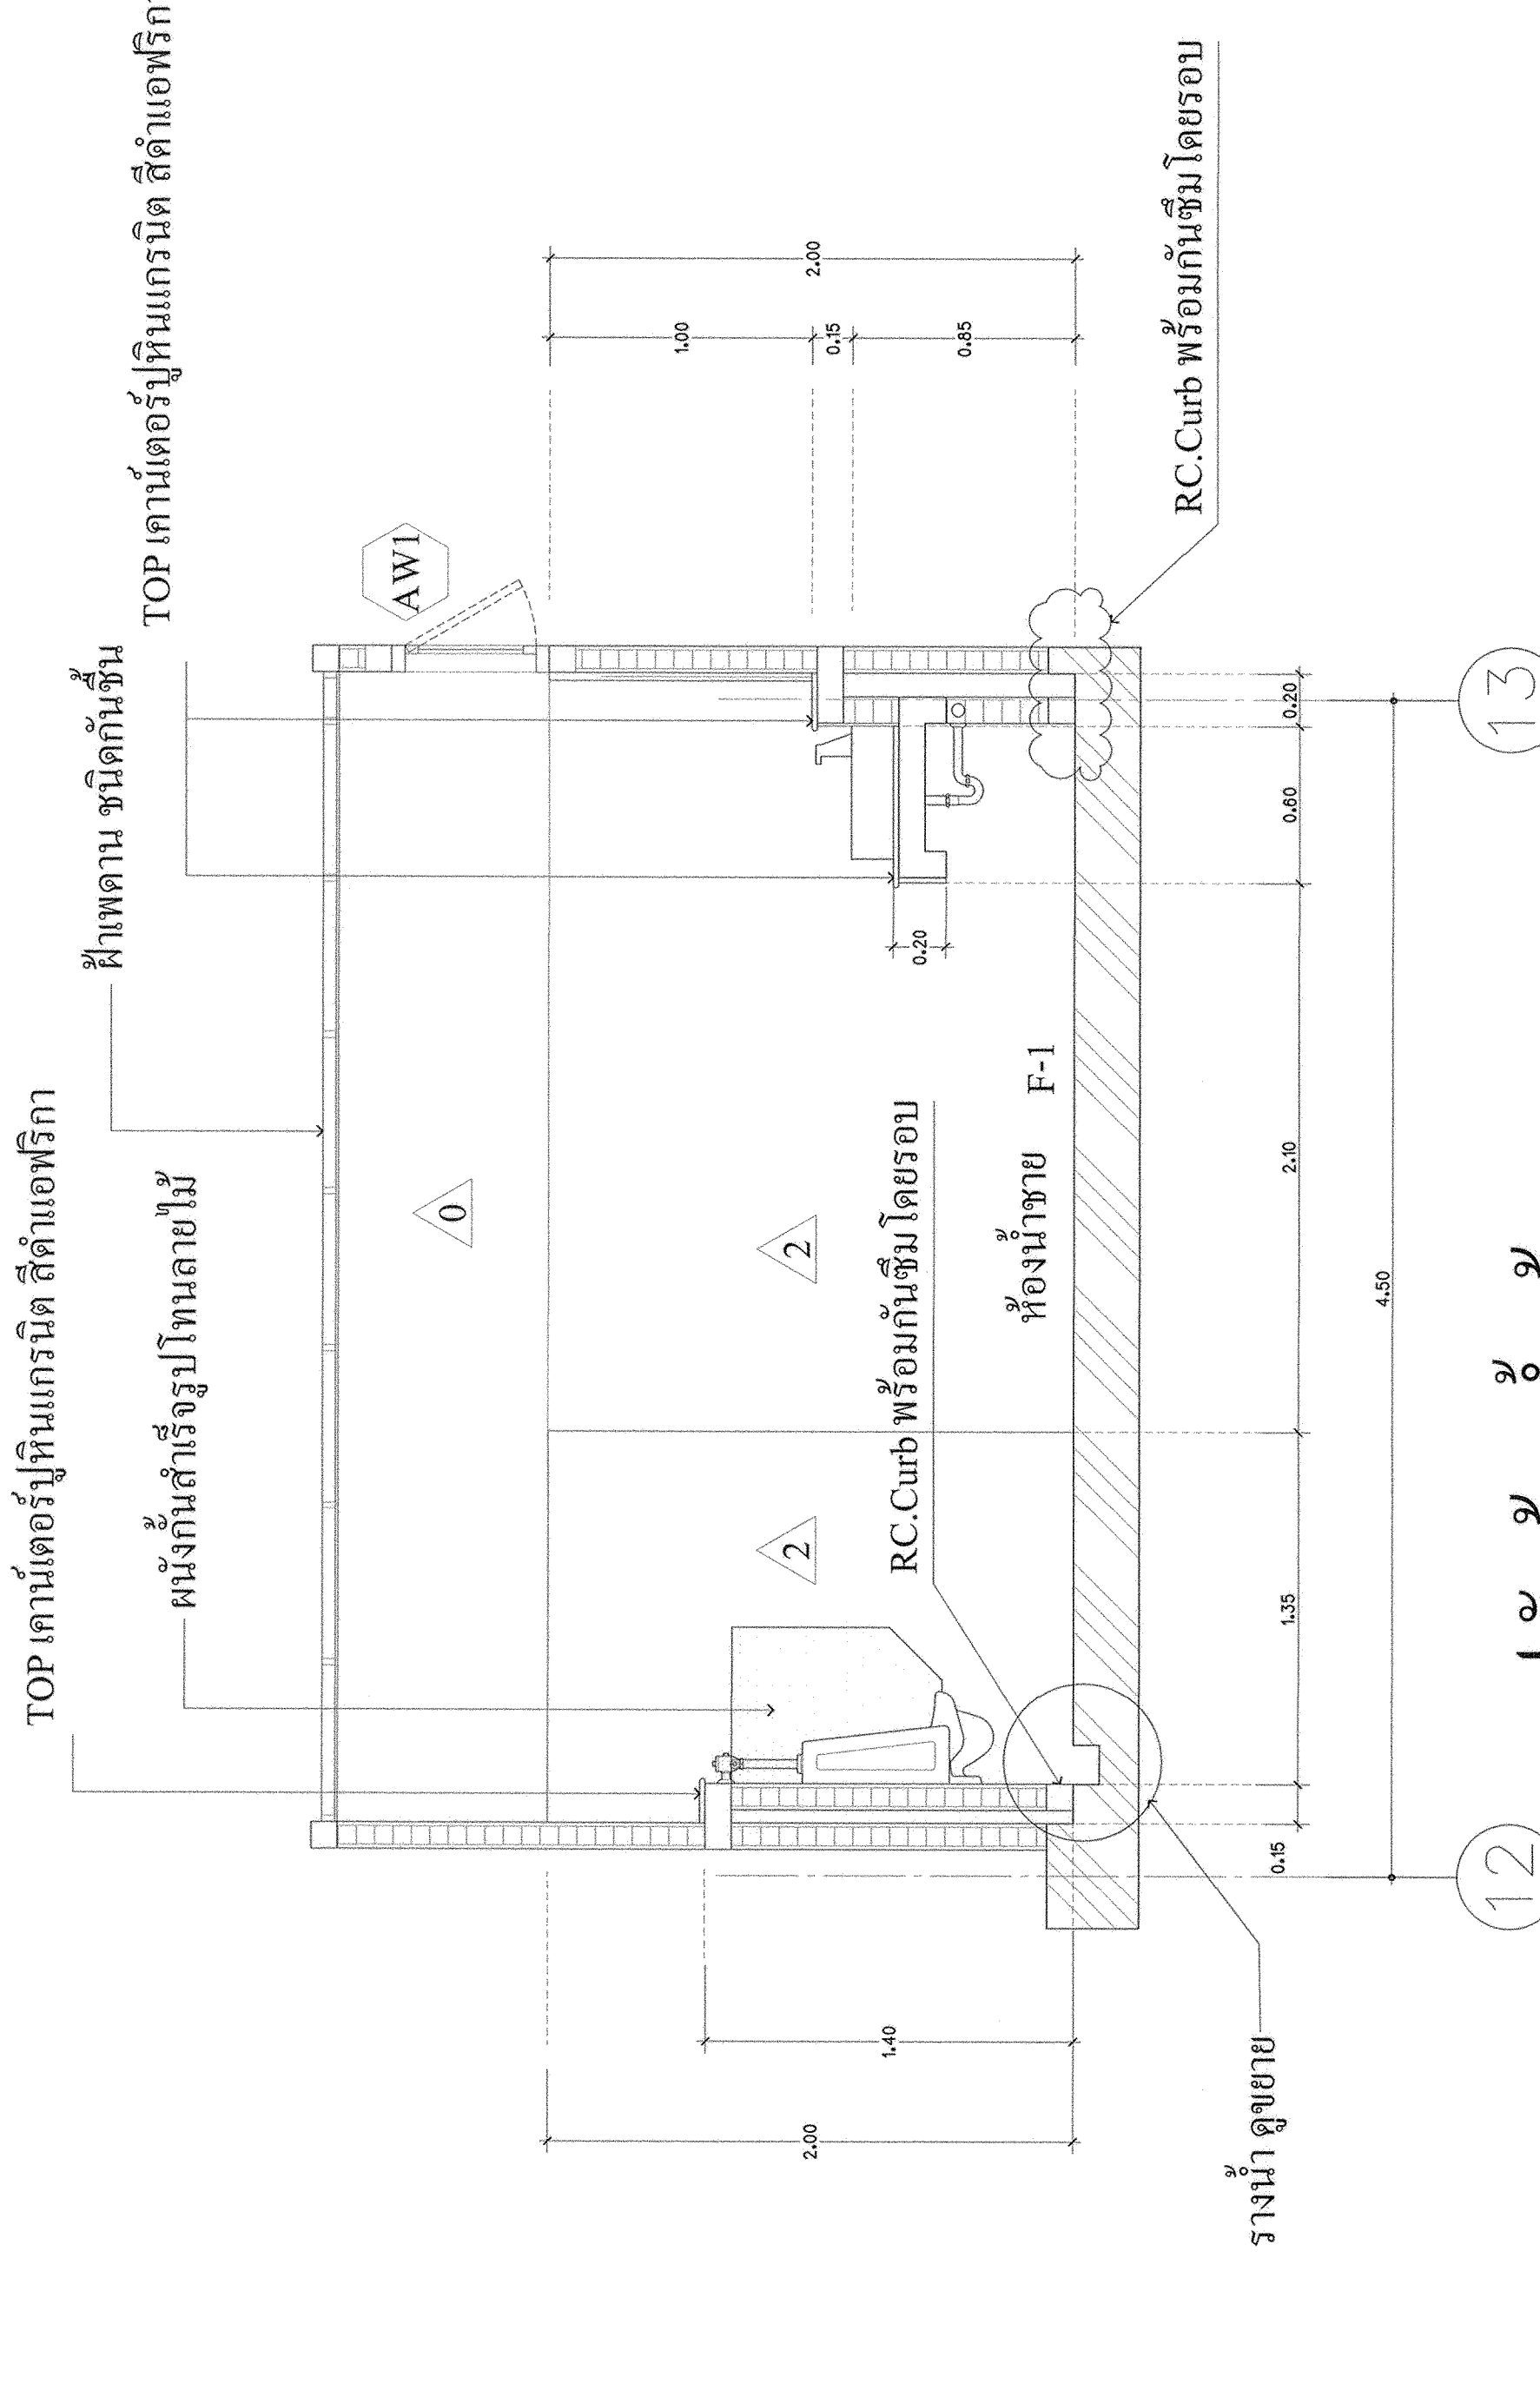 TOP เคาน์เตอร์ปูหินแกรนิต สีดำแอฟริกา
ฝ้าเพดาน ชนิดกันชื้น
TOP เคาน์เตอร์ปูหินแกรนิต สีดำแอฟริกา
ผนังกั้นสำเร็จรูปโทนลายไม้
AW1
0
2
2
2.00
1.40
2.00
1.00
0.15
0.85
0.20
RC.Curb พร้อมกันซึมโดยรอบ
ห้องน้ำชาย F-1
RC.Curb พร้อมกันซึมโดยรอบ
รางน้ำ ดูขยาย
0.15
1.35
2.10
0.60
0.20
4.50
12
13